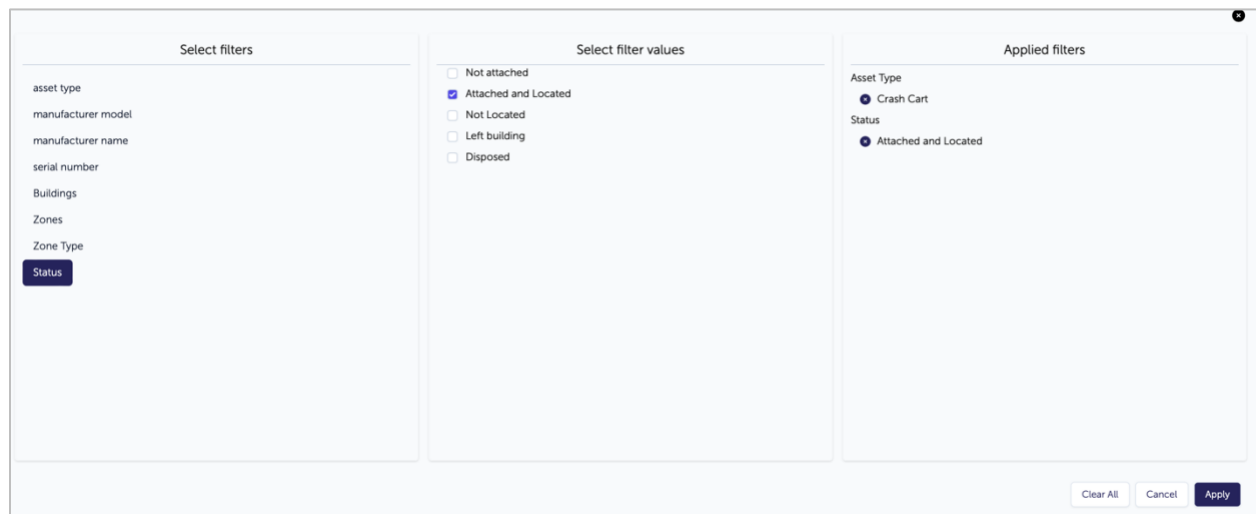 Select filters
asset type
manufacturer model
manufacturer name
serial number
Buildings
Zones
Zone Type
Status
Select filter values
Not attached
Attached and Located
Not Located
Left building
Disposed
Applied filters
Asset Type
Crash Cart
Status
Attached and Located
Clear All
Cancel
Apply